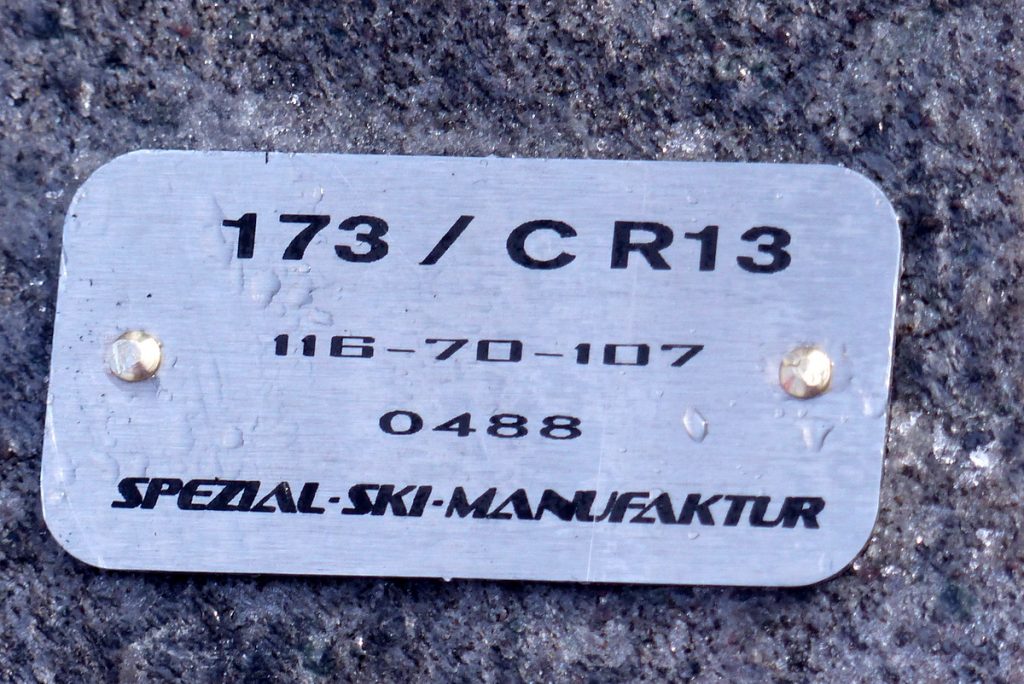 173 / C R13
116-70-107
0488
SPEZIAL-SKI-MANUFAKTUR